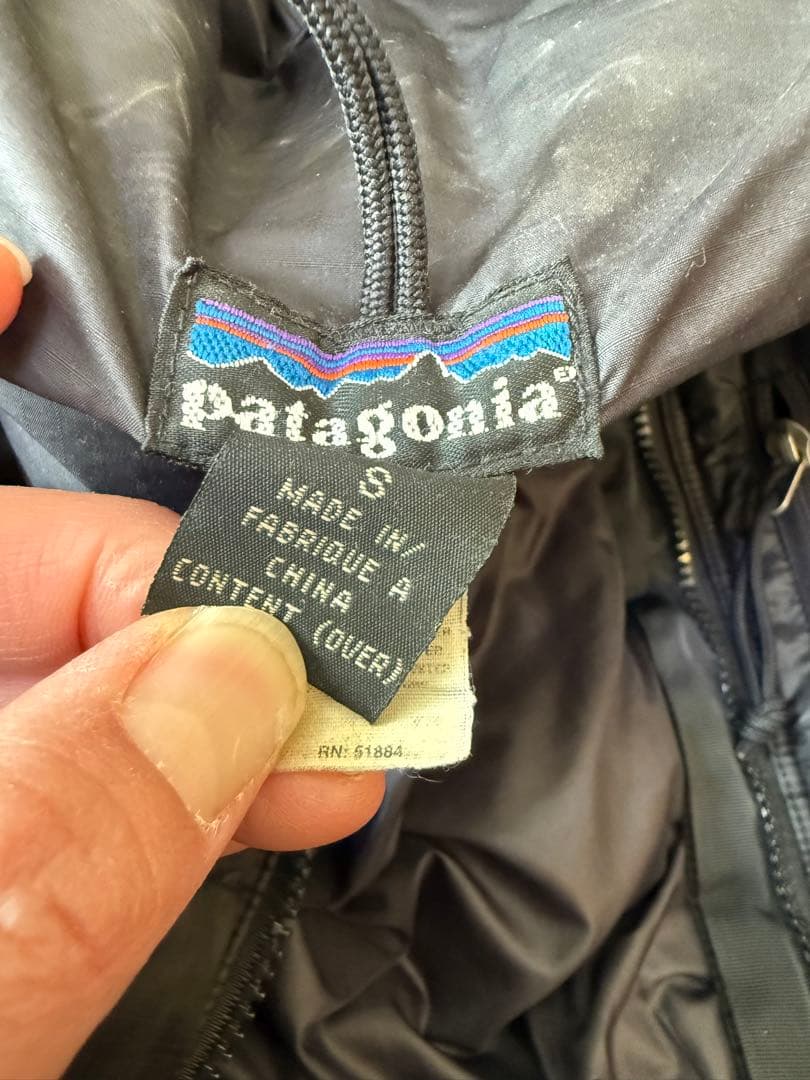 patagonia®
S
MADE IN/
FABRIQUE A
CHINA
CONTENT (OVER)
RN: 51884